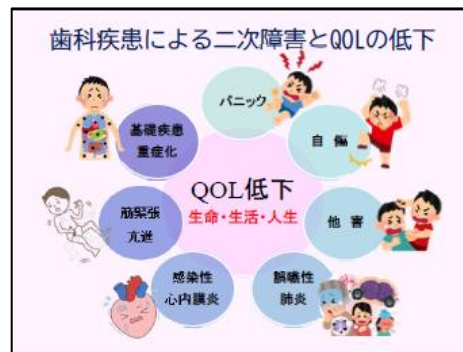 歯科疾患による二次障害とQOLの低下
パニック
自 傷
他 害
誤嚥性
肺炎
感染性
心内膜炎
筋緊張
亢進
基礎疾患
重症化
QOL低下
生命・生活・人生